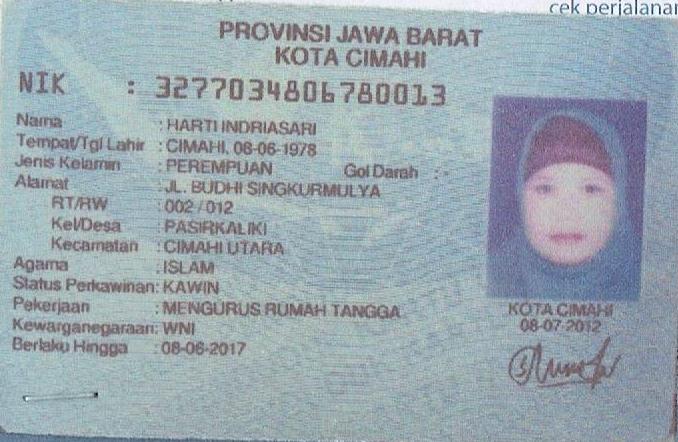 cek perjalanan
PROVINSI JAWA BARAT
KOTA CIMAHI
NIK : 3277034806780013
Nama : HARTI INDRIASARI
Tempat/Tgl Lahir : CIMAHI, 08-06-1978
Jenis Kelamin : PEREMPUAN Gol Darah : -
Alamat : JL. BUDHI SINGKURMULYA
RT/RW : 002 / 012
Kel/Desa : PASIRKALIKI
Kecamatan : CIMAHI UTARA
Agama : ISLAM
Status Perkawinan: KAWIN
Pekerjaan : MENGURUS RUMAH TANGGA
Kewarganegaraan: WNI
Berlaku Hingga : 08-06-2017
KOTA CIMAHI
08-07-2012